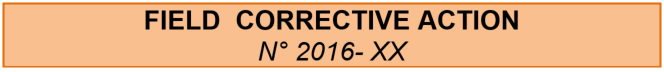 FIELD  CORRECTIVE ACTION
N° 2016- XX